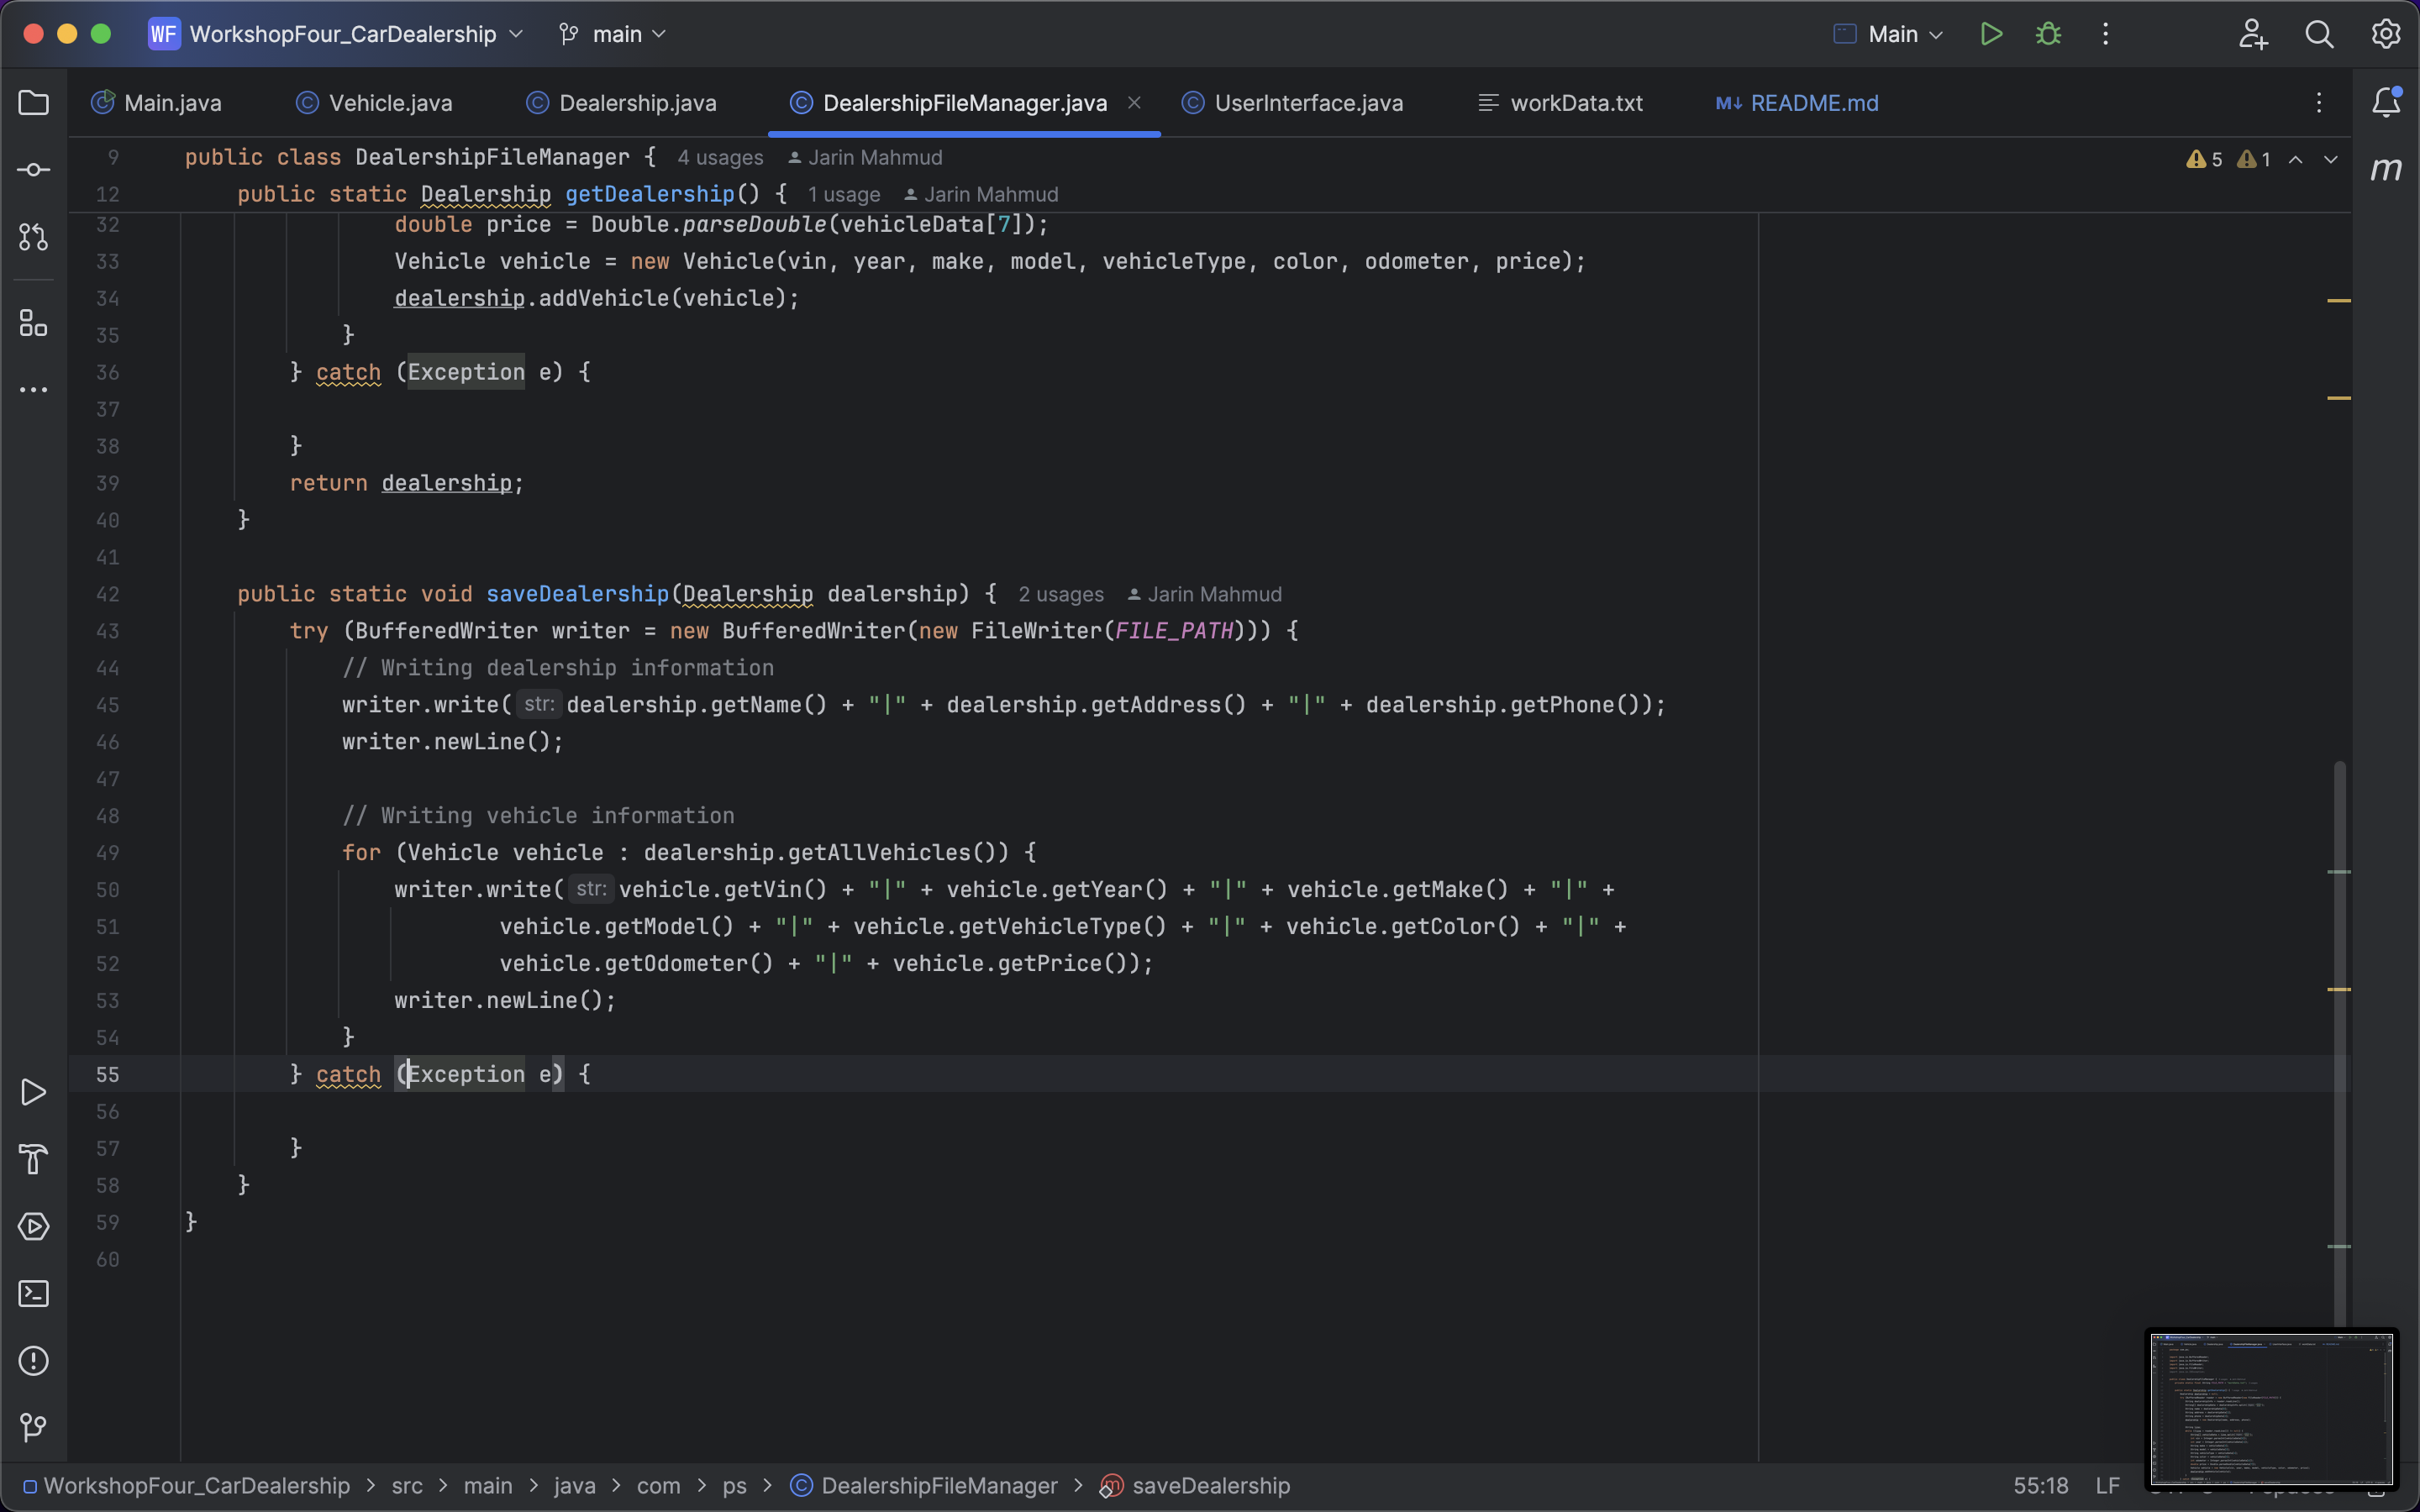 WF WorkshopFour_CarDealership main Main
Main.java Vehicle.java Dealership.java DealershipFileManager.java UserInterface.java workData.txt M↓ README.md
9 public class DealershipFileManager { 4 usages Jarin Mahmud 5 1
12 public static Dealership getDealership() { 1 usage Jarin Mahmud
32 double price = Double.parseDouble(vehicleData[7]);
33 Vehicle vehicle = new Vehicle(vin, year, make, model, vehicleType, color, odometer, price);
34 dealership.addVehicle(vehicle);
35 }
36 } catch (Exception e) {
37
38 }
39 return dealership;
40 }
41
42 public static void saveDealership(Dealership dealership) { 2 usages Jarin Mahmud
43 try (BufferedWriter writer = new BufferedWriter(new FileWriter(FILE_PATH))) {
44 // Writing dealership information
45 writer.write( str: dealership.getName() + "|" + dealership.getAddress() + "|" + dealership.getPhone());
46 writer.newLine();
47
48 // Writing vehicle information
49 for (Vehicle vehicle : dealership.getAllVehicles()) {
50 writer.write( str: vehicle.getVin() + "|" + vehicle.getYear() + "|" + vehicle.getMake() + "|" +
51 vehicle.getModel() + "|" + vehicle.getVehicleType() + "|" + vehicle.getColor() + "|" +
52 vehicle.getOdometer() + "|" + vehicle.getPrice());
53 writer.newLine();
54 }
55 } catch (Exception e) {
56
57 }
58 }
59 }
60
WorkshopFour_CarDealership > src > main > java > com > ps > DealershipFileManager > saveDealership 55:18 LF